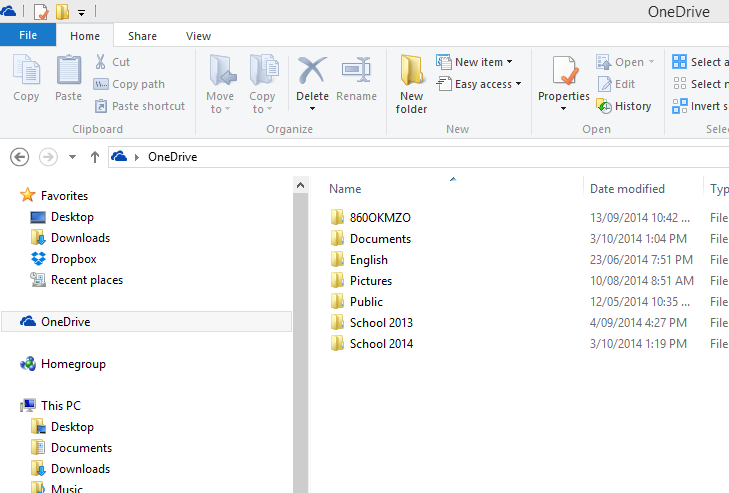 OneDrive
File Home Share View
Copy Paste Cut Copy path Paste shortcut
Clipboard
Move to Copy to Delete Rename
Organize
New folder New item Easy access
New
Properties Open Edit History
Open
Select a
Select n
Invert s
Selec
OneDrive
Favorites
Desktop
Downloads
Dropbox
Recent places
OneDrive
Homegroup
This PC
Desktop
Documents
Downloads
Music
Name Date modified Typ
860OKMZO 13/09/2014 10:42 ... File
Documents 3/10/2014 1:04 PM File
English 23/06/2014 7:51 PM File
Pictures 10/08/2014 8:51 AM File
Public 12/05/2014 10:35 ... File
School 2013 4/09/2014 4:27 PM File
School 2014 3/10/2014 1:19 PM File